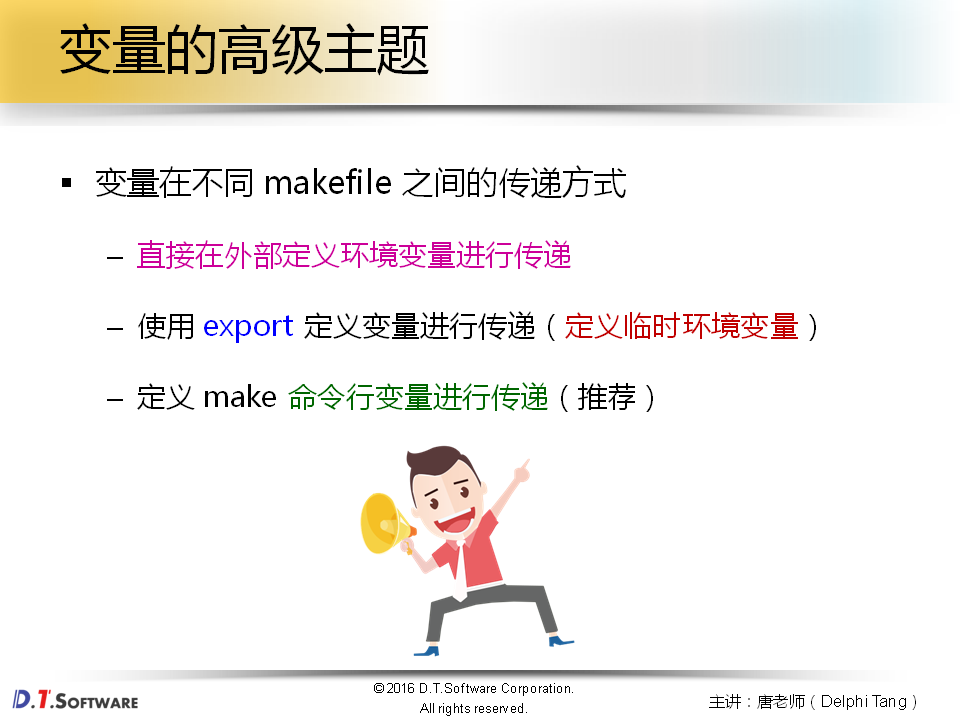 变量的高级主题
▪ 变量在不同 makefile 之间的传递方式
– 直接在外部定义环境变量进行传递
– 使用 export 定义变量进行传递（定义临时环境变量）
– 定义 make 命令行变量进行传递（推荐）
D.T.SOFTWARE
©2016 D.T.Software Corporation.
All rights reserved.
主讲：唐老师（Delphi Tang）